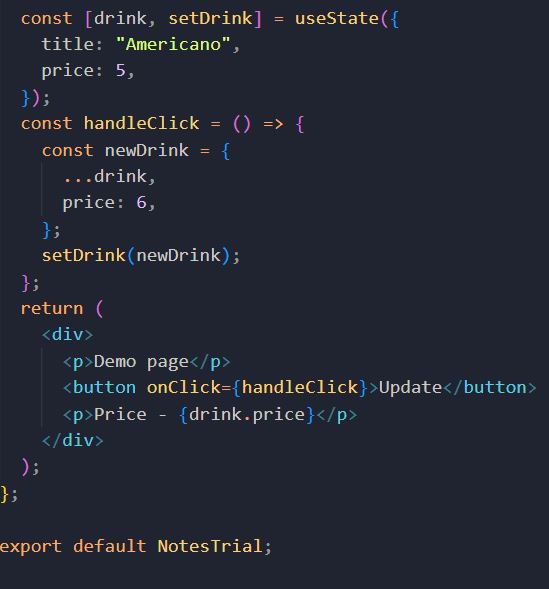 const [drink, setDrink] = useState({
title: "Americano",
price: 5,
});
const handleClick = () => {
const newDrink = {
...drink,
price: 6,
};
setDrink(newDrink);
};
return (
<div>
<p>Demo page</p>
<button onClick={handleClick}>Update</button>
<p>Price - {drink.price}</p>
</div>
);
};
export default NotesTrial;